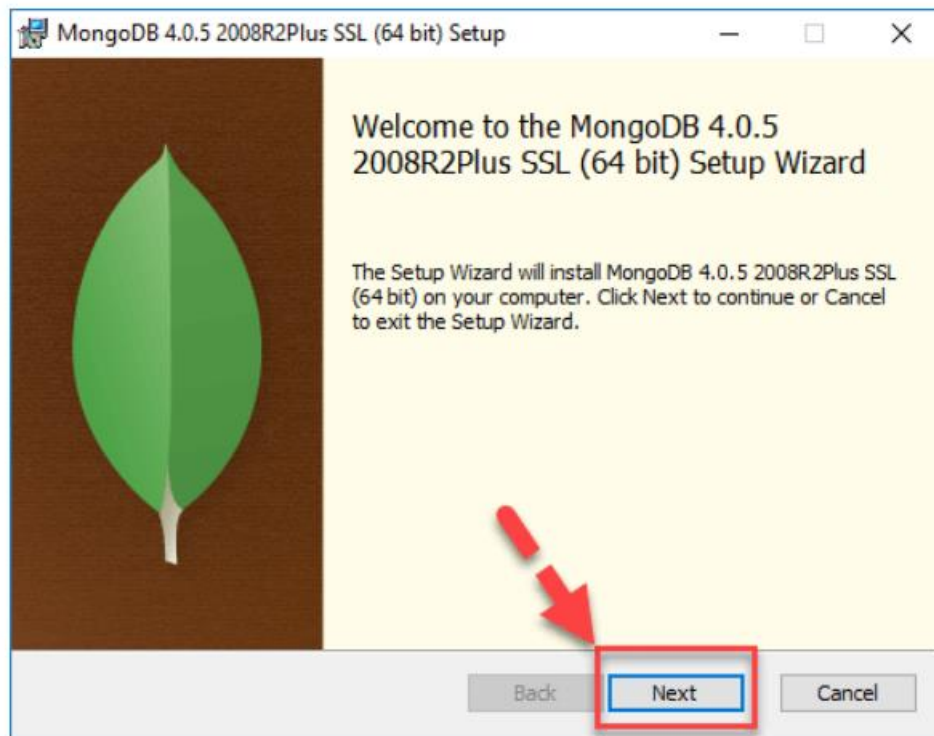 MongoDB 4.0.5 2008R2Plus SSL (64 bit) Setup
Welcome to the MongoDB 4.0.5
2008R2Plus SSL (64 bit) Setup Wizard
The Setup Wizard will install MongoDB 4.0.5 2008R2Plus SSL
(64 bit) on your computer. Click Next to continue or Cancel
to exit the Setup Wizard.
Back Next Cancel